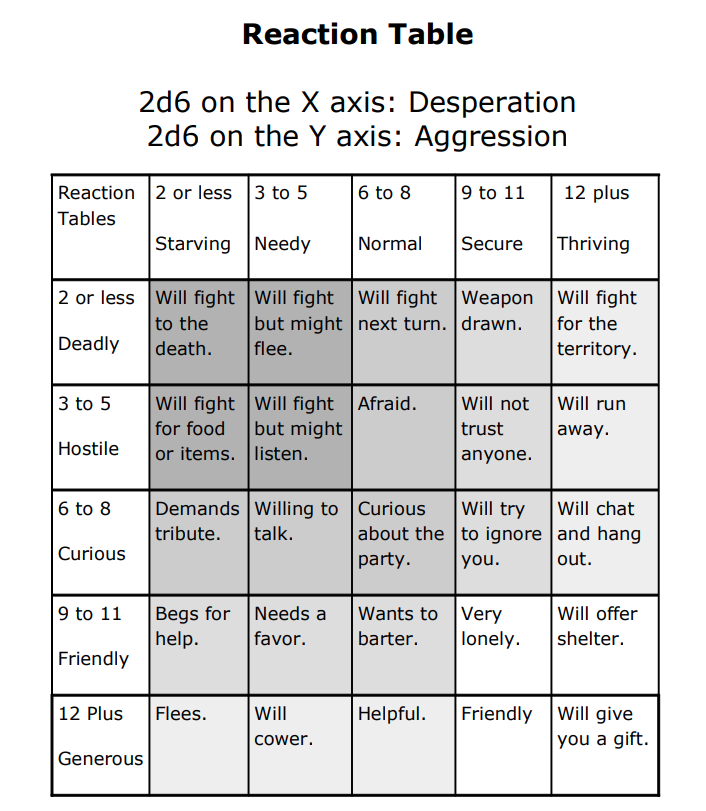 Reaction Table
2d6 on the X axis: Desperation
2d6 on the Y axis: Aggression
Reaction
Tables
2 or less
Starving
3 to 5
Needy
6 to 8
Normal
9 to 11
Secure
12 plus
Thriving
2 or less
Deadly
Will fight
to the
death.
Will fight
but might
flee.
Will fight
next turn.
Weapon
drawn.
Will fight
for the
territory.
3 to 5
Hostile
Will fight
for food
or items.
Will fight
but might
listen.
Afraid.
Will not
trust
anyone.
Will run
away.
6 to 8
Curious
Demands
tribute.
Willing to
talk.
Curious
about the
party.
Will try
to ignore
you.
Will chat
and hang
out.
9 to 11
Friendly
Begs for
help.
Needs a
favor.
Wants to
barter.
Very
lonely.
Will offer
shelter.
12 Plus
Generous
Flees.
Will
cower.
Helpful.
Friendly
Will give
you a gift.